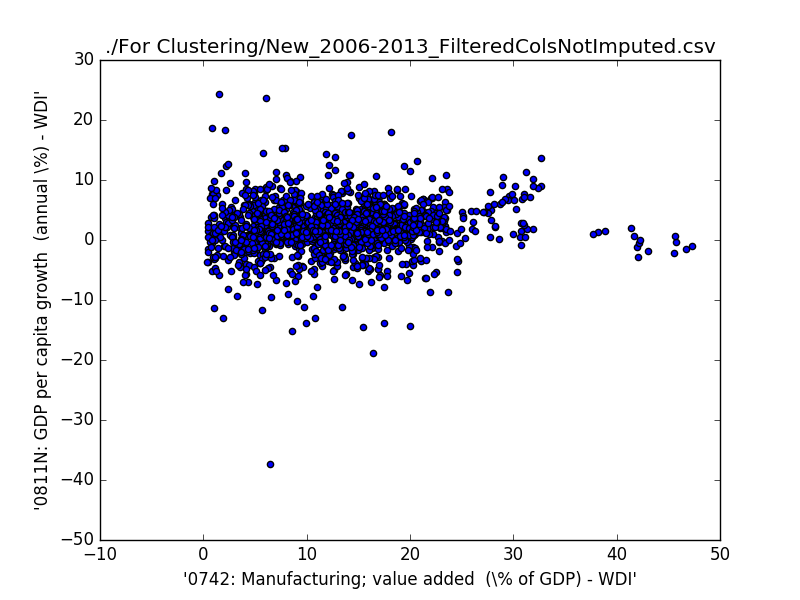 ./For Clustering/New_2006-2013_FilteredColsNotImputed.csv
30
20
10
0
−10
−20
−30
−40
−50
'0811N: GDP per capita growth  (annual \%) - WDI'
−10 0 10 20 30 40 50
'0742: Manufacturing; value added  (\% of GDP) - WDI'